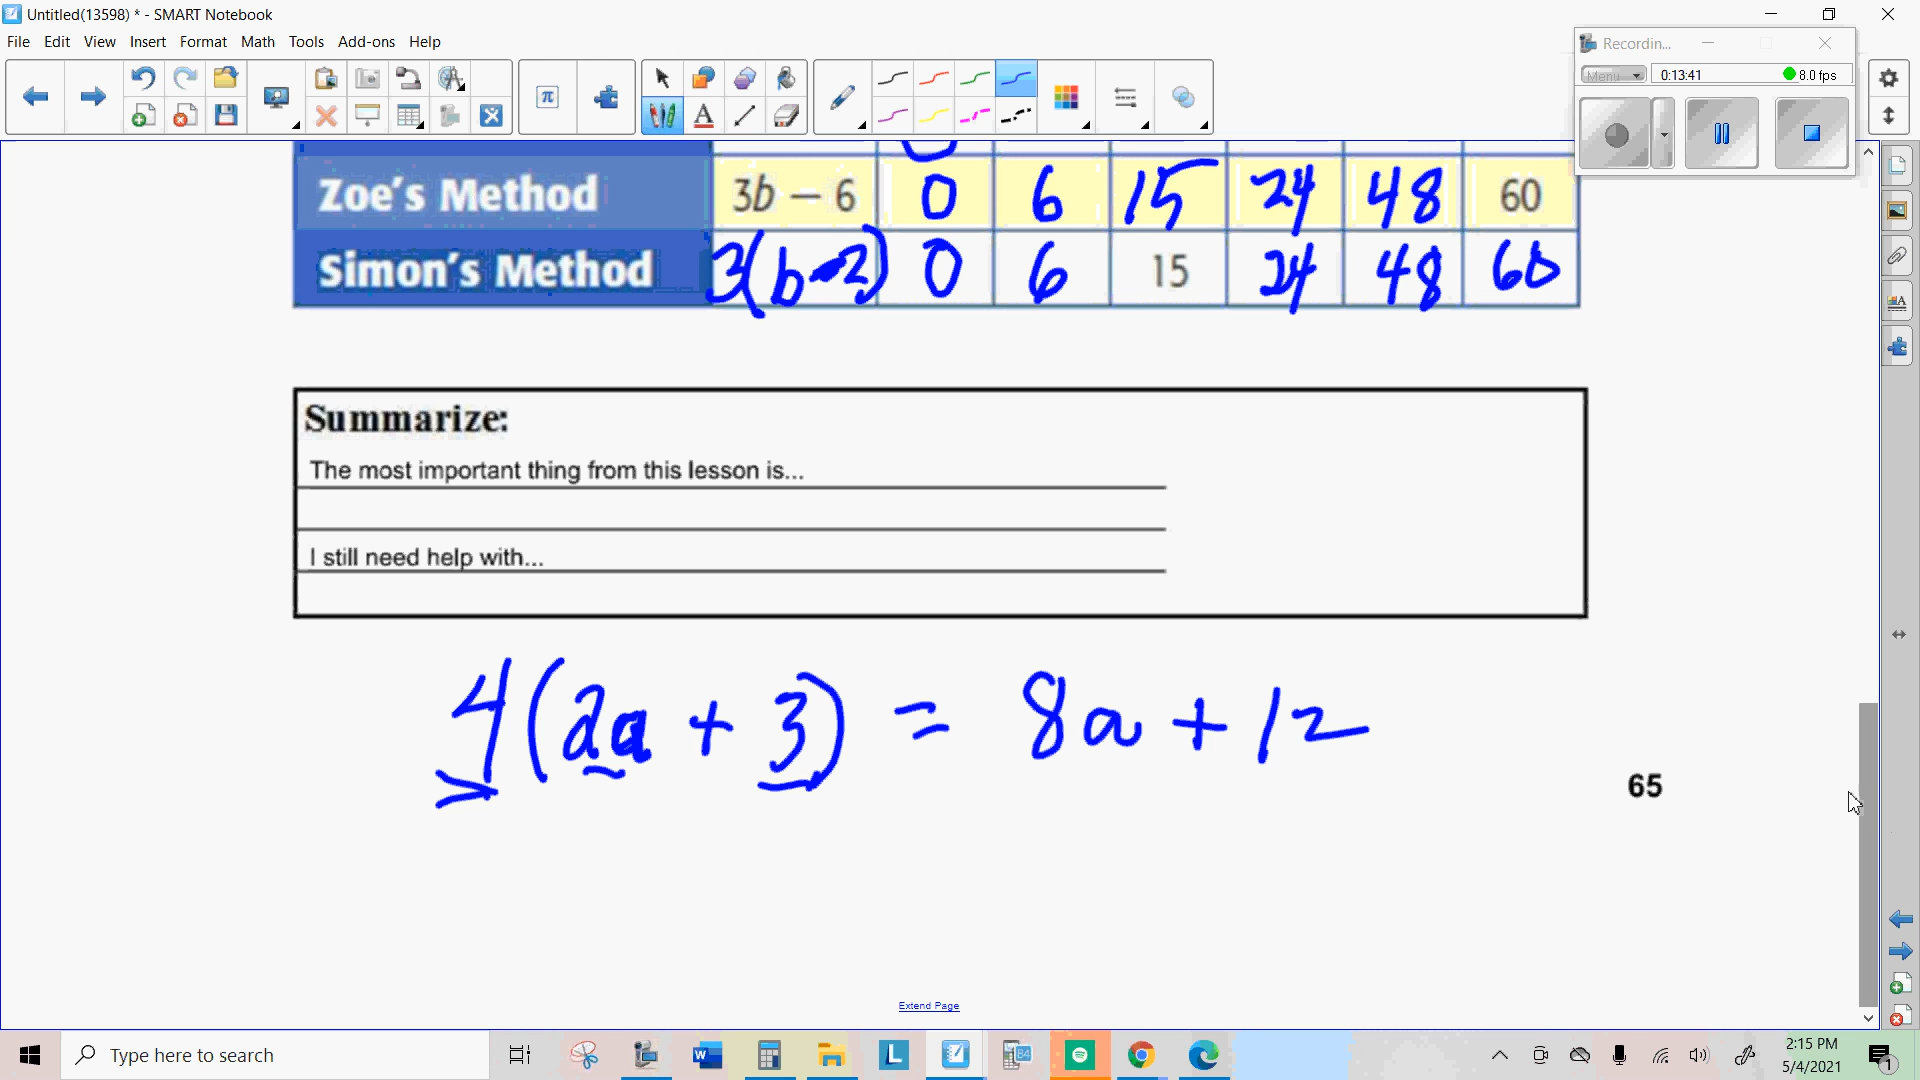 Untitled(13598) * - SMART Notebook
File Edit View Insert Format Math Tools Add-ons Help
Recordin...
Menu 0:13:41 8.0 fps
Zoe's Method 3b − 6 0 6 15 24 48 60
Simon's Method 3(b-2) 0 6 15 24 48 60
Summarize:
The most important thing from this lesson is...
I still need help with...
4(2a + 3) = 8a + 12
65
Extend Page
Type here to search
2:15 PM
5/4/2021
1